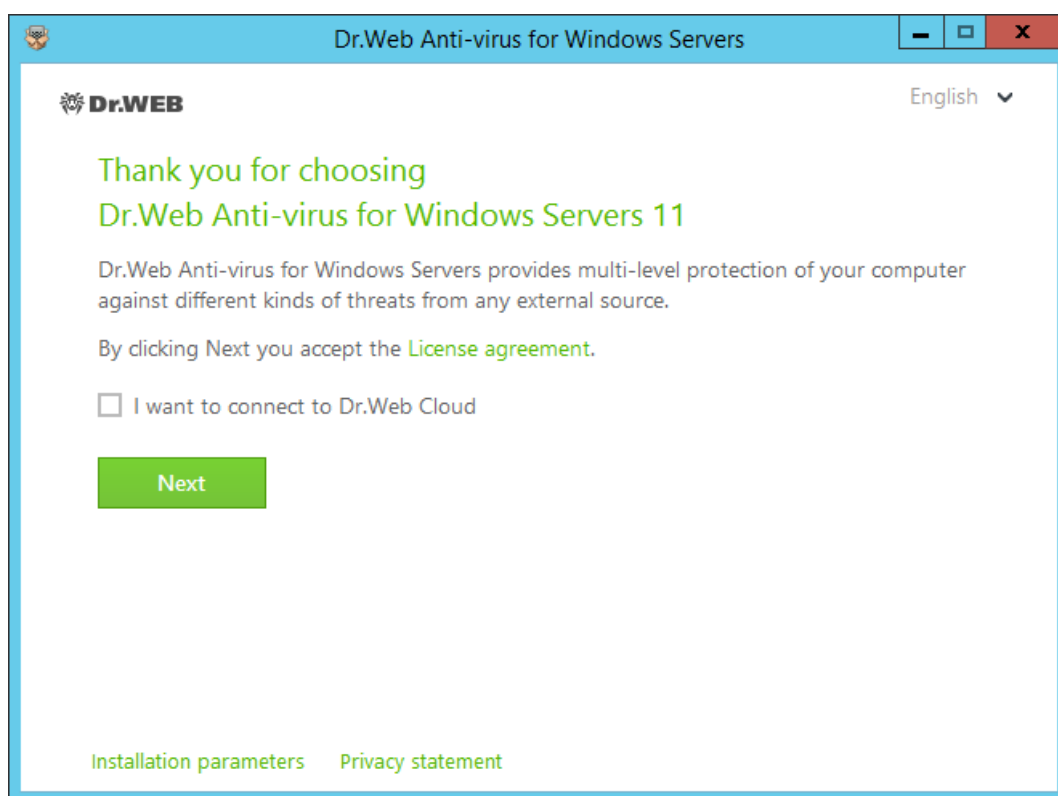 Dr.Web Anti-virus for Windows Servers
Dr.WEB
English
Thank you for choosing
Dr.Web Anti-virus for Windows Servers 11
Dr.Web Anti-virus for Windows Servers provides multi-level protection of your computer
against different kinds of threats from any external source.
By clicking Next you accept the License agreement.
I want to connect to Dr.Web Cloud
Next
Installation parameters Privacy statement